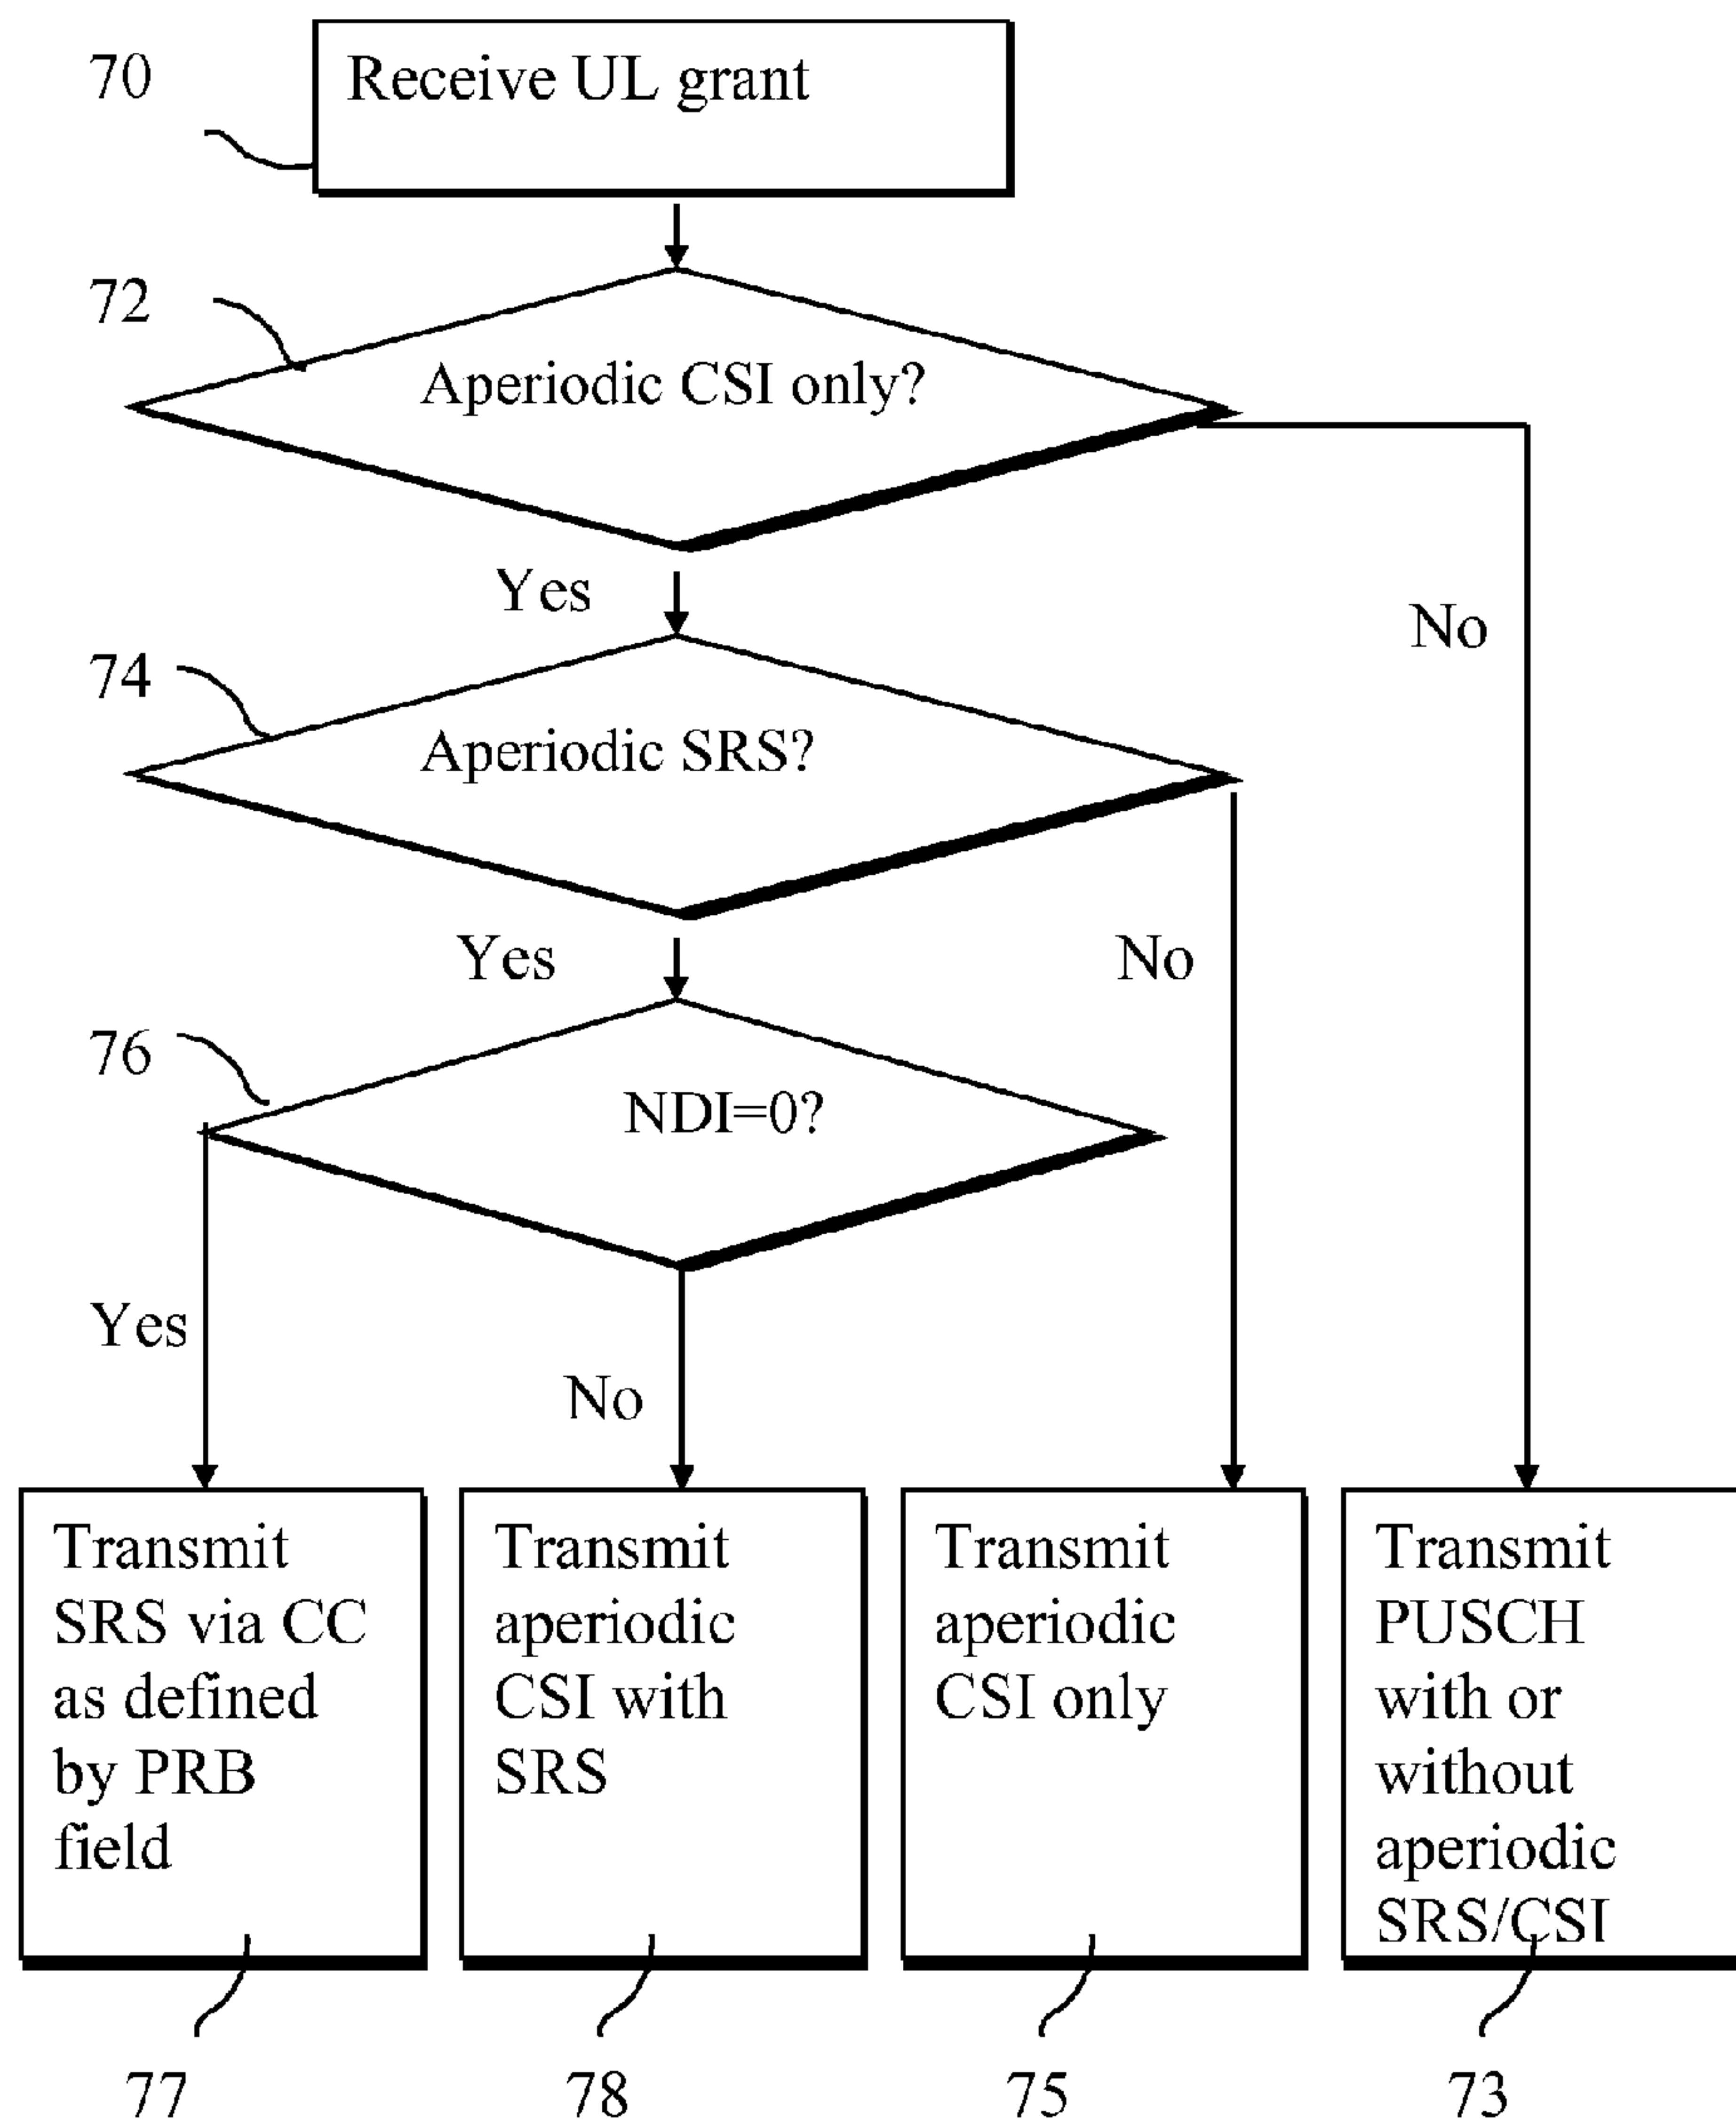 70
Receive UL grant
72
Aperiodic CSI only?
Yes
No
74
Aperiodic SRS?
Yes
No
76
NDI=0?
Yes
No
Transmit
SRS via CC
as defined
by PRB
field
Transmit
aperiodic
CSI with
SRS
Transmit
aperiodic
CSI only
Transmit
PUSCH
with or
without
aperiodic
SRS/CSI
77
78
75
73